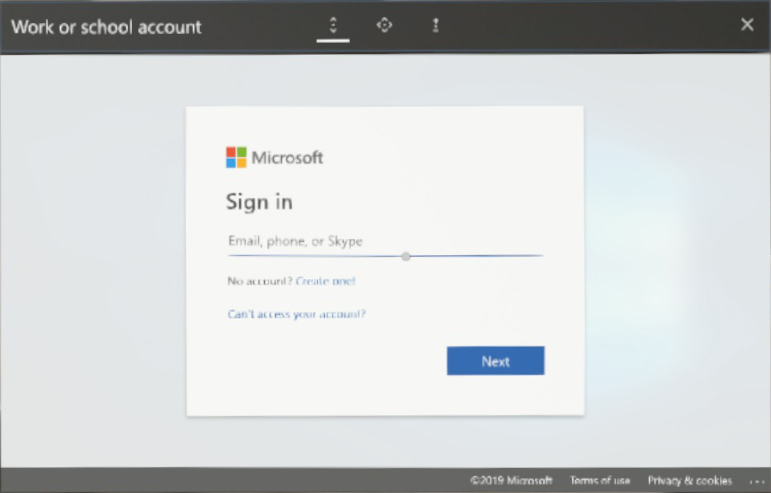 Work or school account
Microsoft
Sign in
Email, phone, or Skype
No account? Create one!
Can't access your account?
Next
©2019 Microsoft Terms of use Privacy & cookies ...